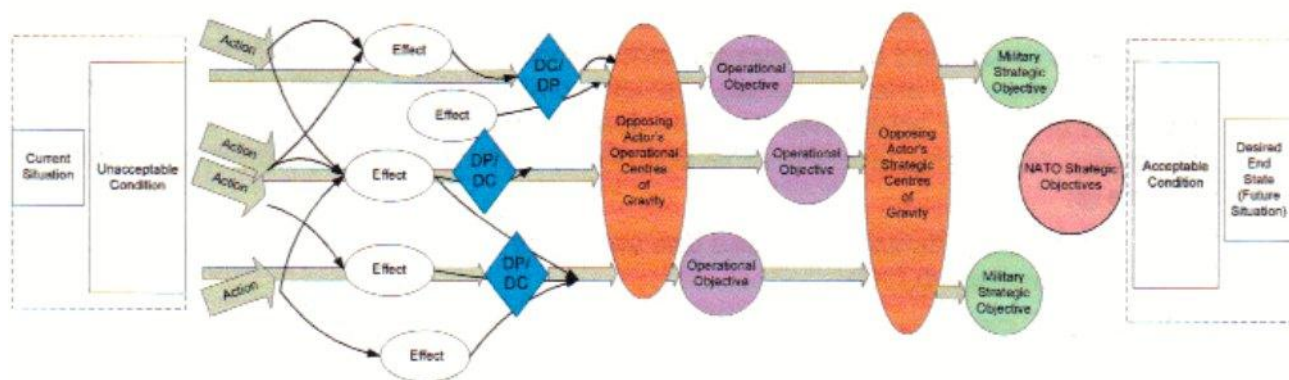 Current
Situation
Unacceptable
Condition
Action
Action
Action
Action
Effect
Effect
Effect
Effect
Effect
DC/
DP
DP/
DC
DP/
DC
Opposing
Actor's
Operational
Centres
of
Gravity
Operational
Objective
Operational
Objective
Operational
Objective
Opposing
Actor's
Strategic
Centres
of
Gravity
Military
Strategic
Objective
NATO Strategic
Objectives
Military
Strategic
Objective
Acceptable
Condition
Desired
End
State
(Future
Situation)